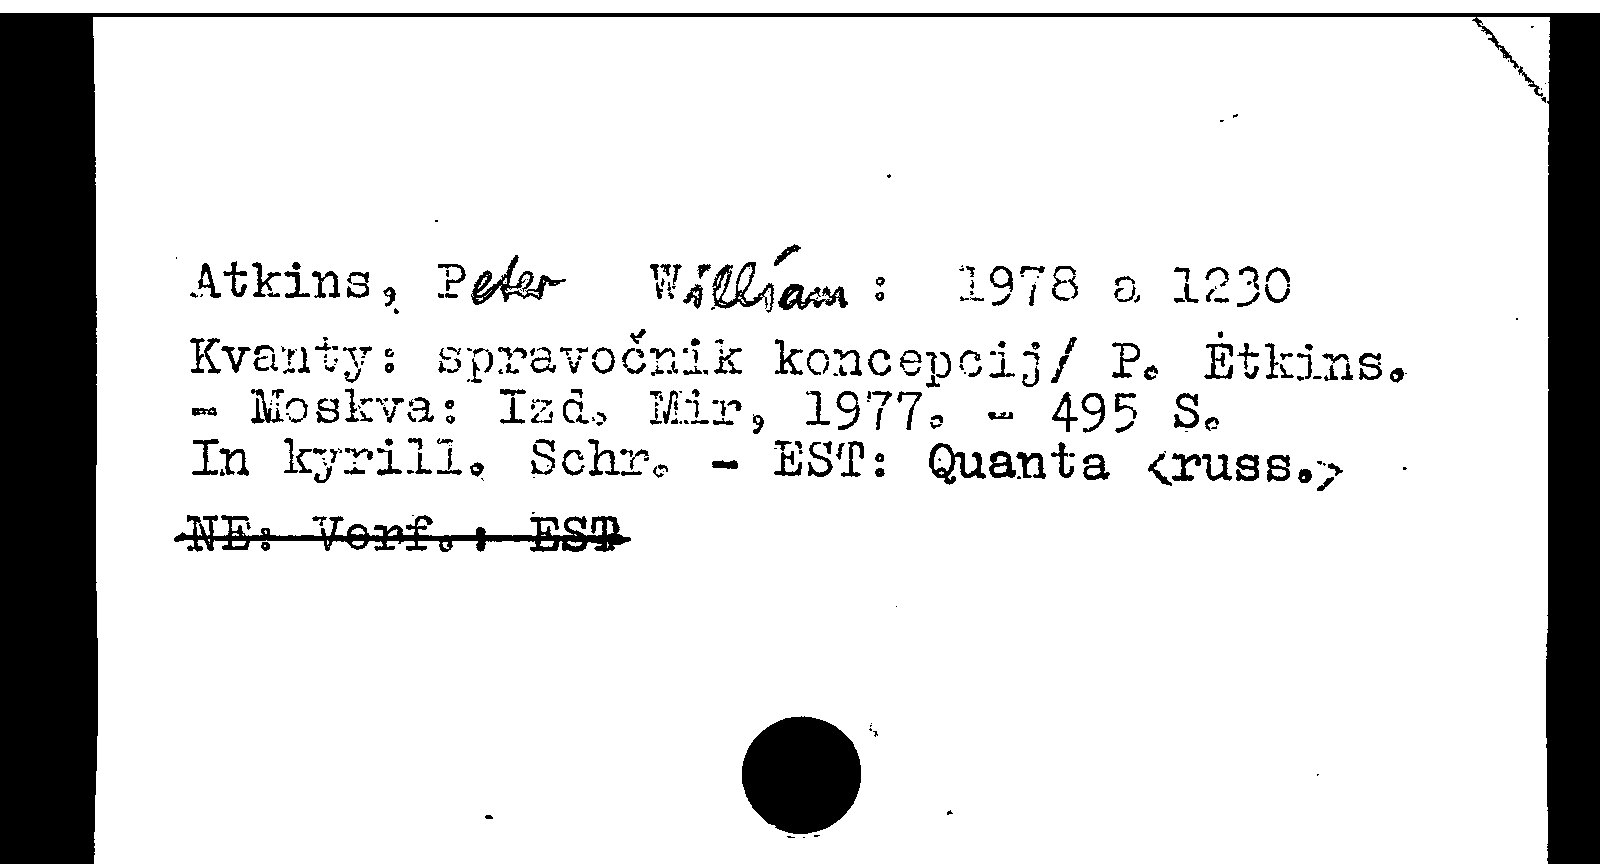 Atkins, Peter William: 1978 a 1230
Kvanty: spravočnik koncepcij/ P. Ėtkins.
- Moskva: Izd. Mir, 1977. - 495 S.
In kyrill. Schr. - EST: Quanta <russ.>
NE: Verf.; EST